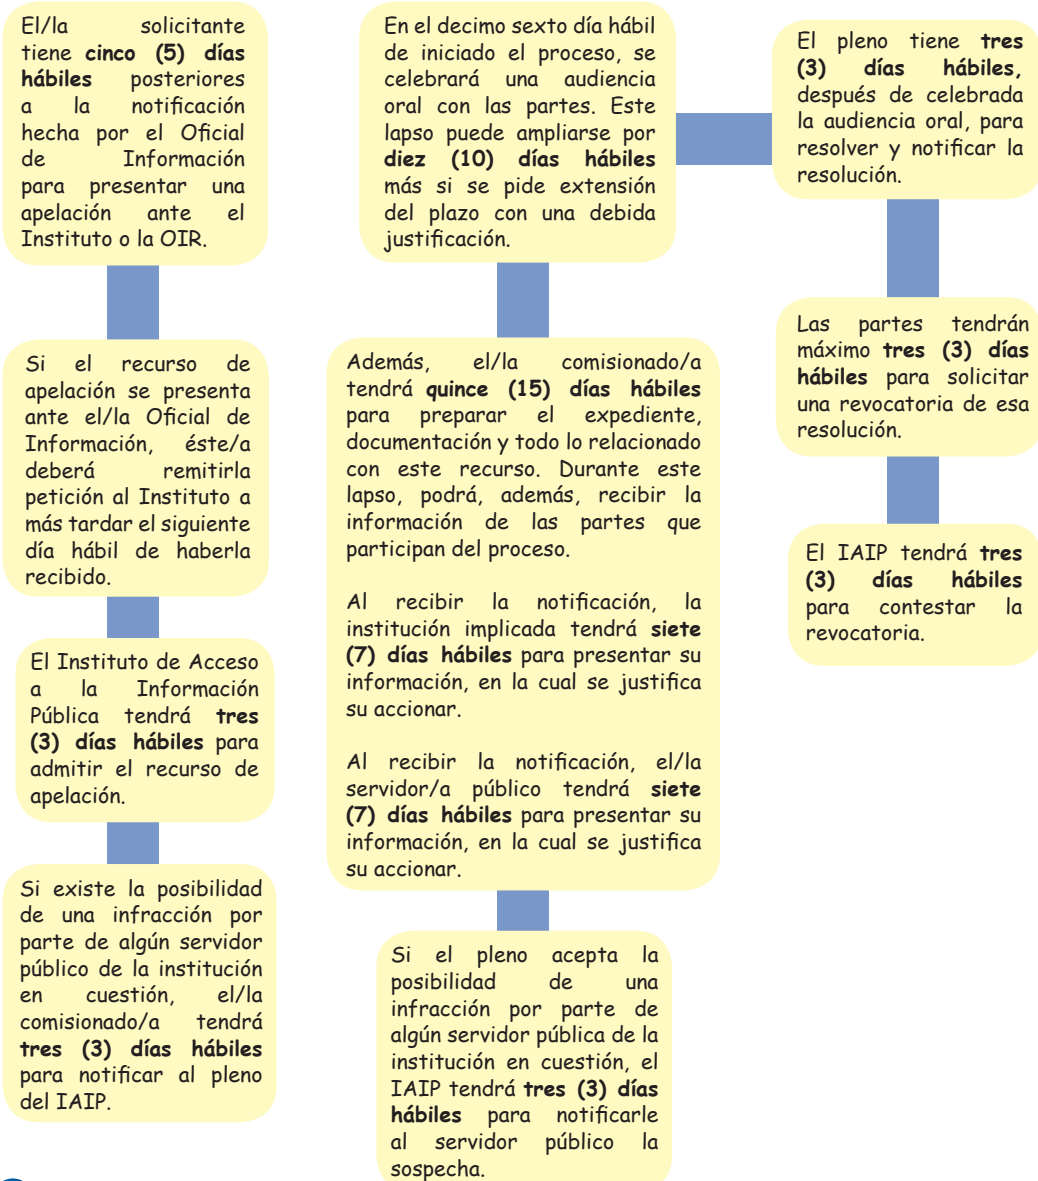 El/la solicitante
tiene cinco (5) días
hábiles posteriores
a la notificación
hecha por el Oficial
de Información
para presentar una
apelación ante el
Instituto o la OIR.
Si el recurso de
apelación se presenta
ante el/la Oficial de
Información, éste/a
deberá remitirla
petición al Instituto a
más tardar el siguiente
día hábil de haberla
recibido.
El Instituto de Acceso
a la Información
Pública tendrá tres
(3) días hábiles para
admitir el recurso de
apelación.
Si existe la posibilidad
de una infracción por
parte de algún servidor
público de la institución
en cuestión, el/la
comisionado/a tendrá
tres (3) días hábiles
para notificar al pleno
del IAIP.
En el decimo sexto día hábil
de iniciado el proceso, se
celebrará una audiencia
oral con las partes. Este
lapso puede ampliarse por
diez (10) días hábiles
más si se pide extensión
del plazo con una debida
justificación.
Además, el/la comisionado/a
tendrá quince (15) días hábiles
para preparar el expediente,
documentación y todo lo relacionado
con este recurso. Durante este
lapso, podrá, además, recibir la
información de las partes que
participan del proceso.
Al recibir la notificación, la
institución implicada tendrá siete
(7) días hábiles para presentar su
información, en la cual se justifica
su accionar.
Al recibir la notificación, el/la
servidor/a público tendrá siete
(7) días hábiles para presentar su
información, en la cual se justifica
su accionar.
Si el pleno acepta la
posibilidad de una
infracción por parte de
algún servidor pública de la
institución en cuestión, el
IAIP tendrá tres (3) días
hábiles para notificarle
al servidor público la
sospecha.
El pleno tiene tres
(3) días hábiles,
después de celebrada
la audiencia oral, para
resolver y notificar la
resolución.
Las partes tendrán
máximo tres (3) días
hábiles para solicitar
una revocatoria de esa
resolución.
El IAIP tendrá tres
(3) días hábiles
para contestar la
revocatoria.